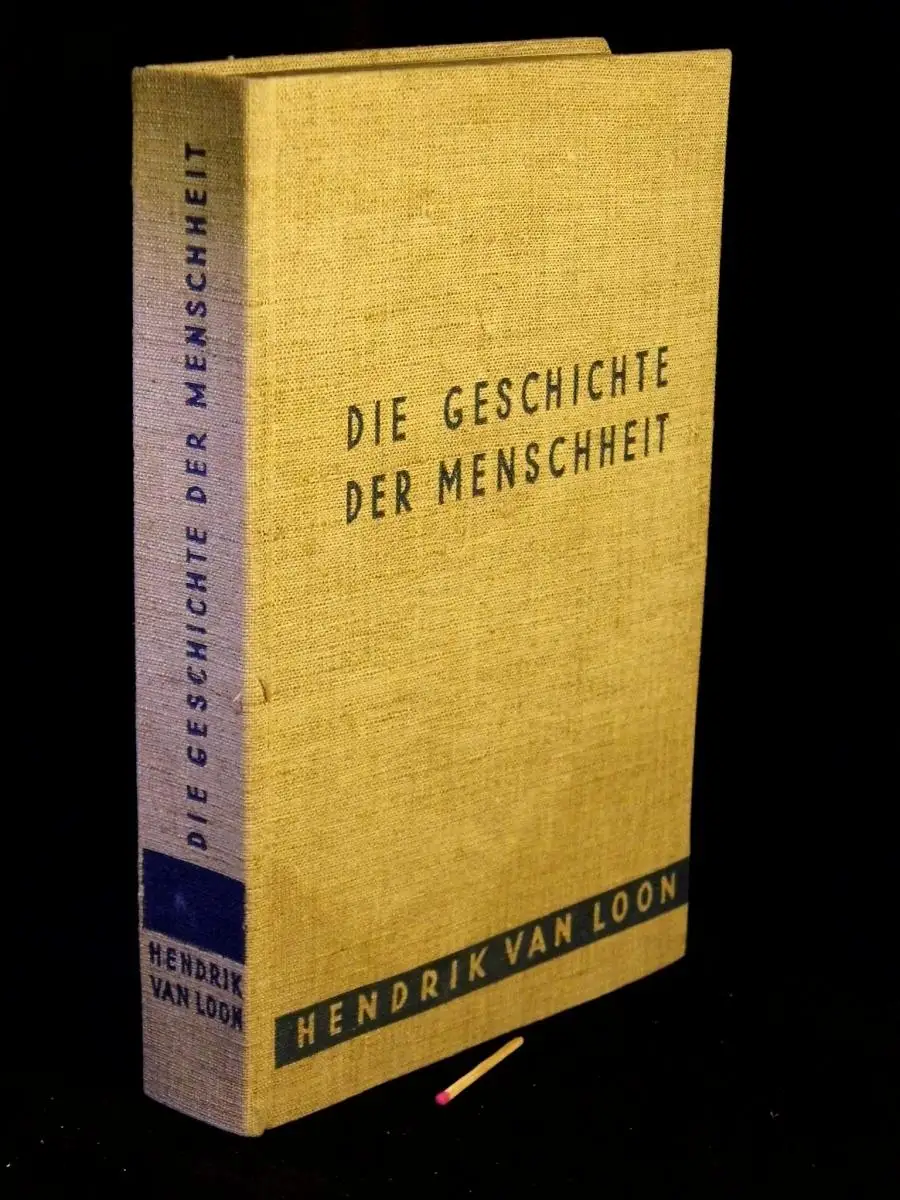 DIE GESCHICHTE DER MENSCHHEIT
HENDRIK
VAN LOON
DIE GESCHICHTE
DER MENSCHHEIT
HENDRIK VAN LOON